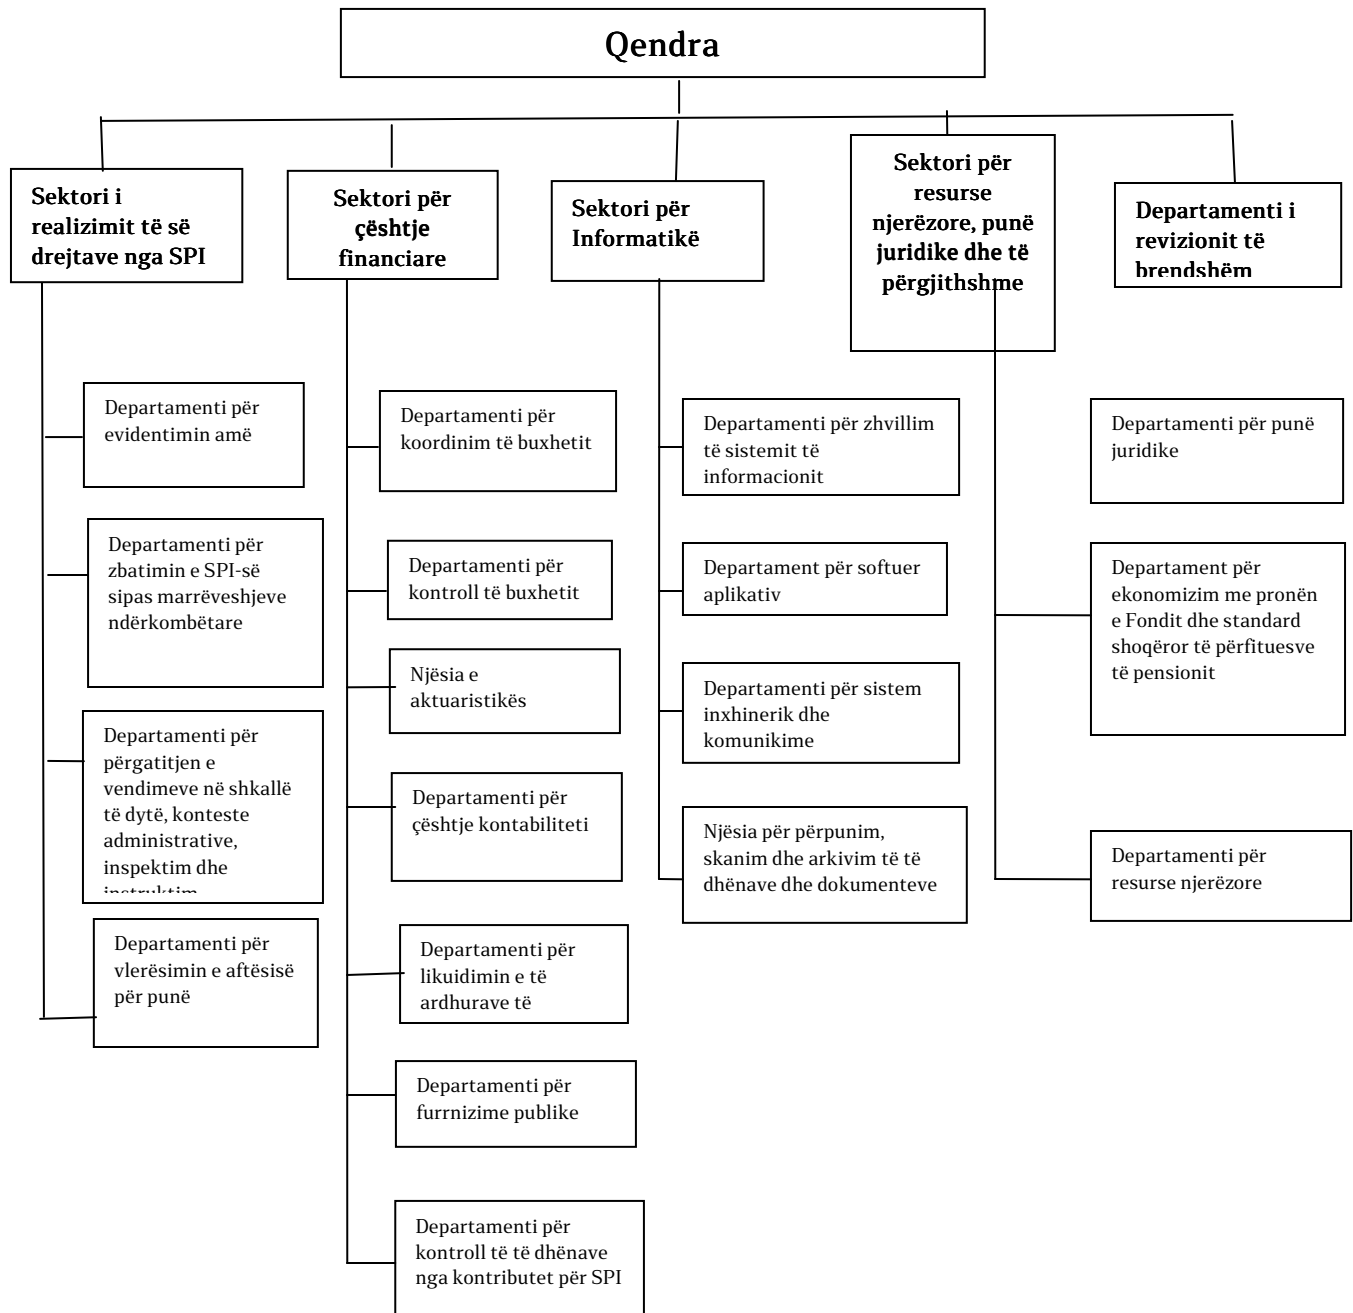 Qendra
Sektori i
realizimit të së
drejtave nga SPI
Sektori për
çështje
financiare
Sektori për
Informatikë
Sektori për
resurse
njerëzore, punë
juridike dhe të
përgjithshme
Departamenti i
revizionit të
brendshëm
Departamenti për
evidentimin amë
Departamenti për
zbatimin e SPI-së
sipas marrëveshjeve
ndërkombëtare
Departamenti për
përgatitjen e
vendimeve në shkallë
të dytë, konteste
administrative,
inspektim dhe
instruktim
Departamenti për
vlerësimin e aftësisë
për punë
Departamenti për
koordinim të buxhetit
Departamenti për
kontroll të buxhetit
Njësia e
aktuaristikës
Departamenti për
çështje kontabiliteti
Departamenti për
likuidimin e të
ardhurave të
Departamenti për
furrnizime publike
Departamenti për
kontroll të të dhënave
nga kontributet për SPI
Departamenti për zhvillim
të sistemit të
informacionit
Departament për softuer
aplikativ
Departamenti për sistem
inxhinerik dhe
komunikime
Njësia për përpunim,
skanim dhe arkivim të të
dhënave dhe dokumenteve
Departamenti për punë
juridike
Departament për
ekonomizim me pronën
e Fondit dhe standard
shoqëror të përfituesve
të pensionit
Departamenti për
resurse njerëzore